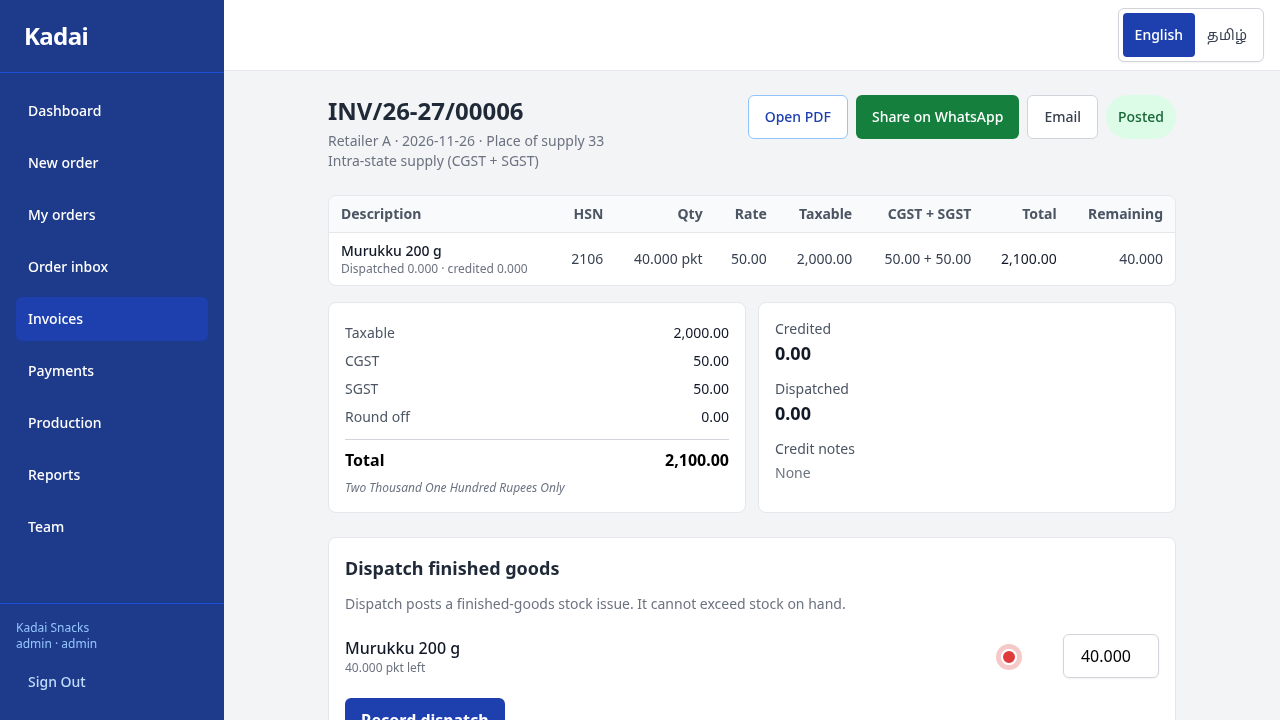 Kadai
Dashboard
New order
My orders
Order inbox
Invoices
Payments
Production
Reports
Team
Kadai Snacks
admin · admin
Sign Out
English தமிழ்
INV/26-27/00006
Retailer A · 2026-11-26 · Place of supply 33
Intra-state supply (CGST + SGST)
Open PDF Share on WhatsApp Email Posted
Description HSN Qty Rate Taxable CGST + SGST Total Remaining
Murukku 200 g 2106 40.000 pkt 50.00 2,000.00 50.00 + 50.00 2,100.00 40.000
Dispatched 0.000 · credited 0.000
Taxable 2,000.00
CGST 50.00
SGST 50.00
Round off 0.00
Total 2,100.00
Two Thousand One Hundred Rupees Only
Credited
0.00
Dispatched
0.00
Credit notes
None
Dispatch finished goods
Dispatch posts a finished-goods stock issue. It cannot exceed stock on hand.
Murukku 200 g 40.000
40.000 pkt left
Record dispatch